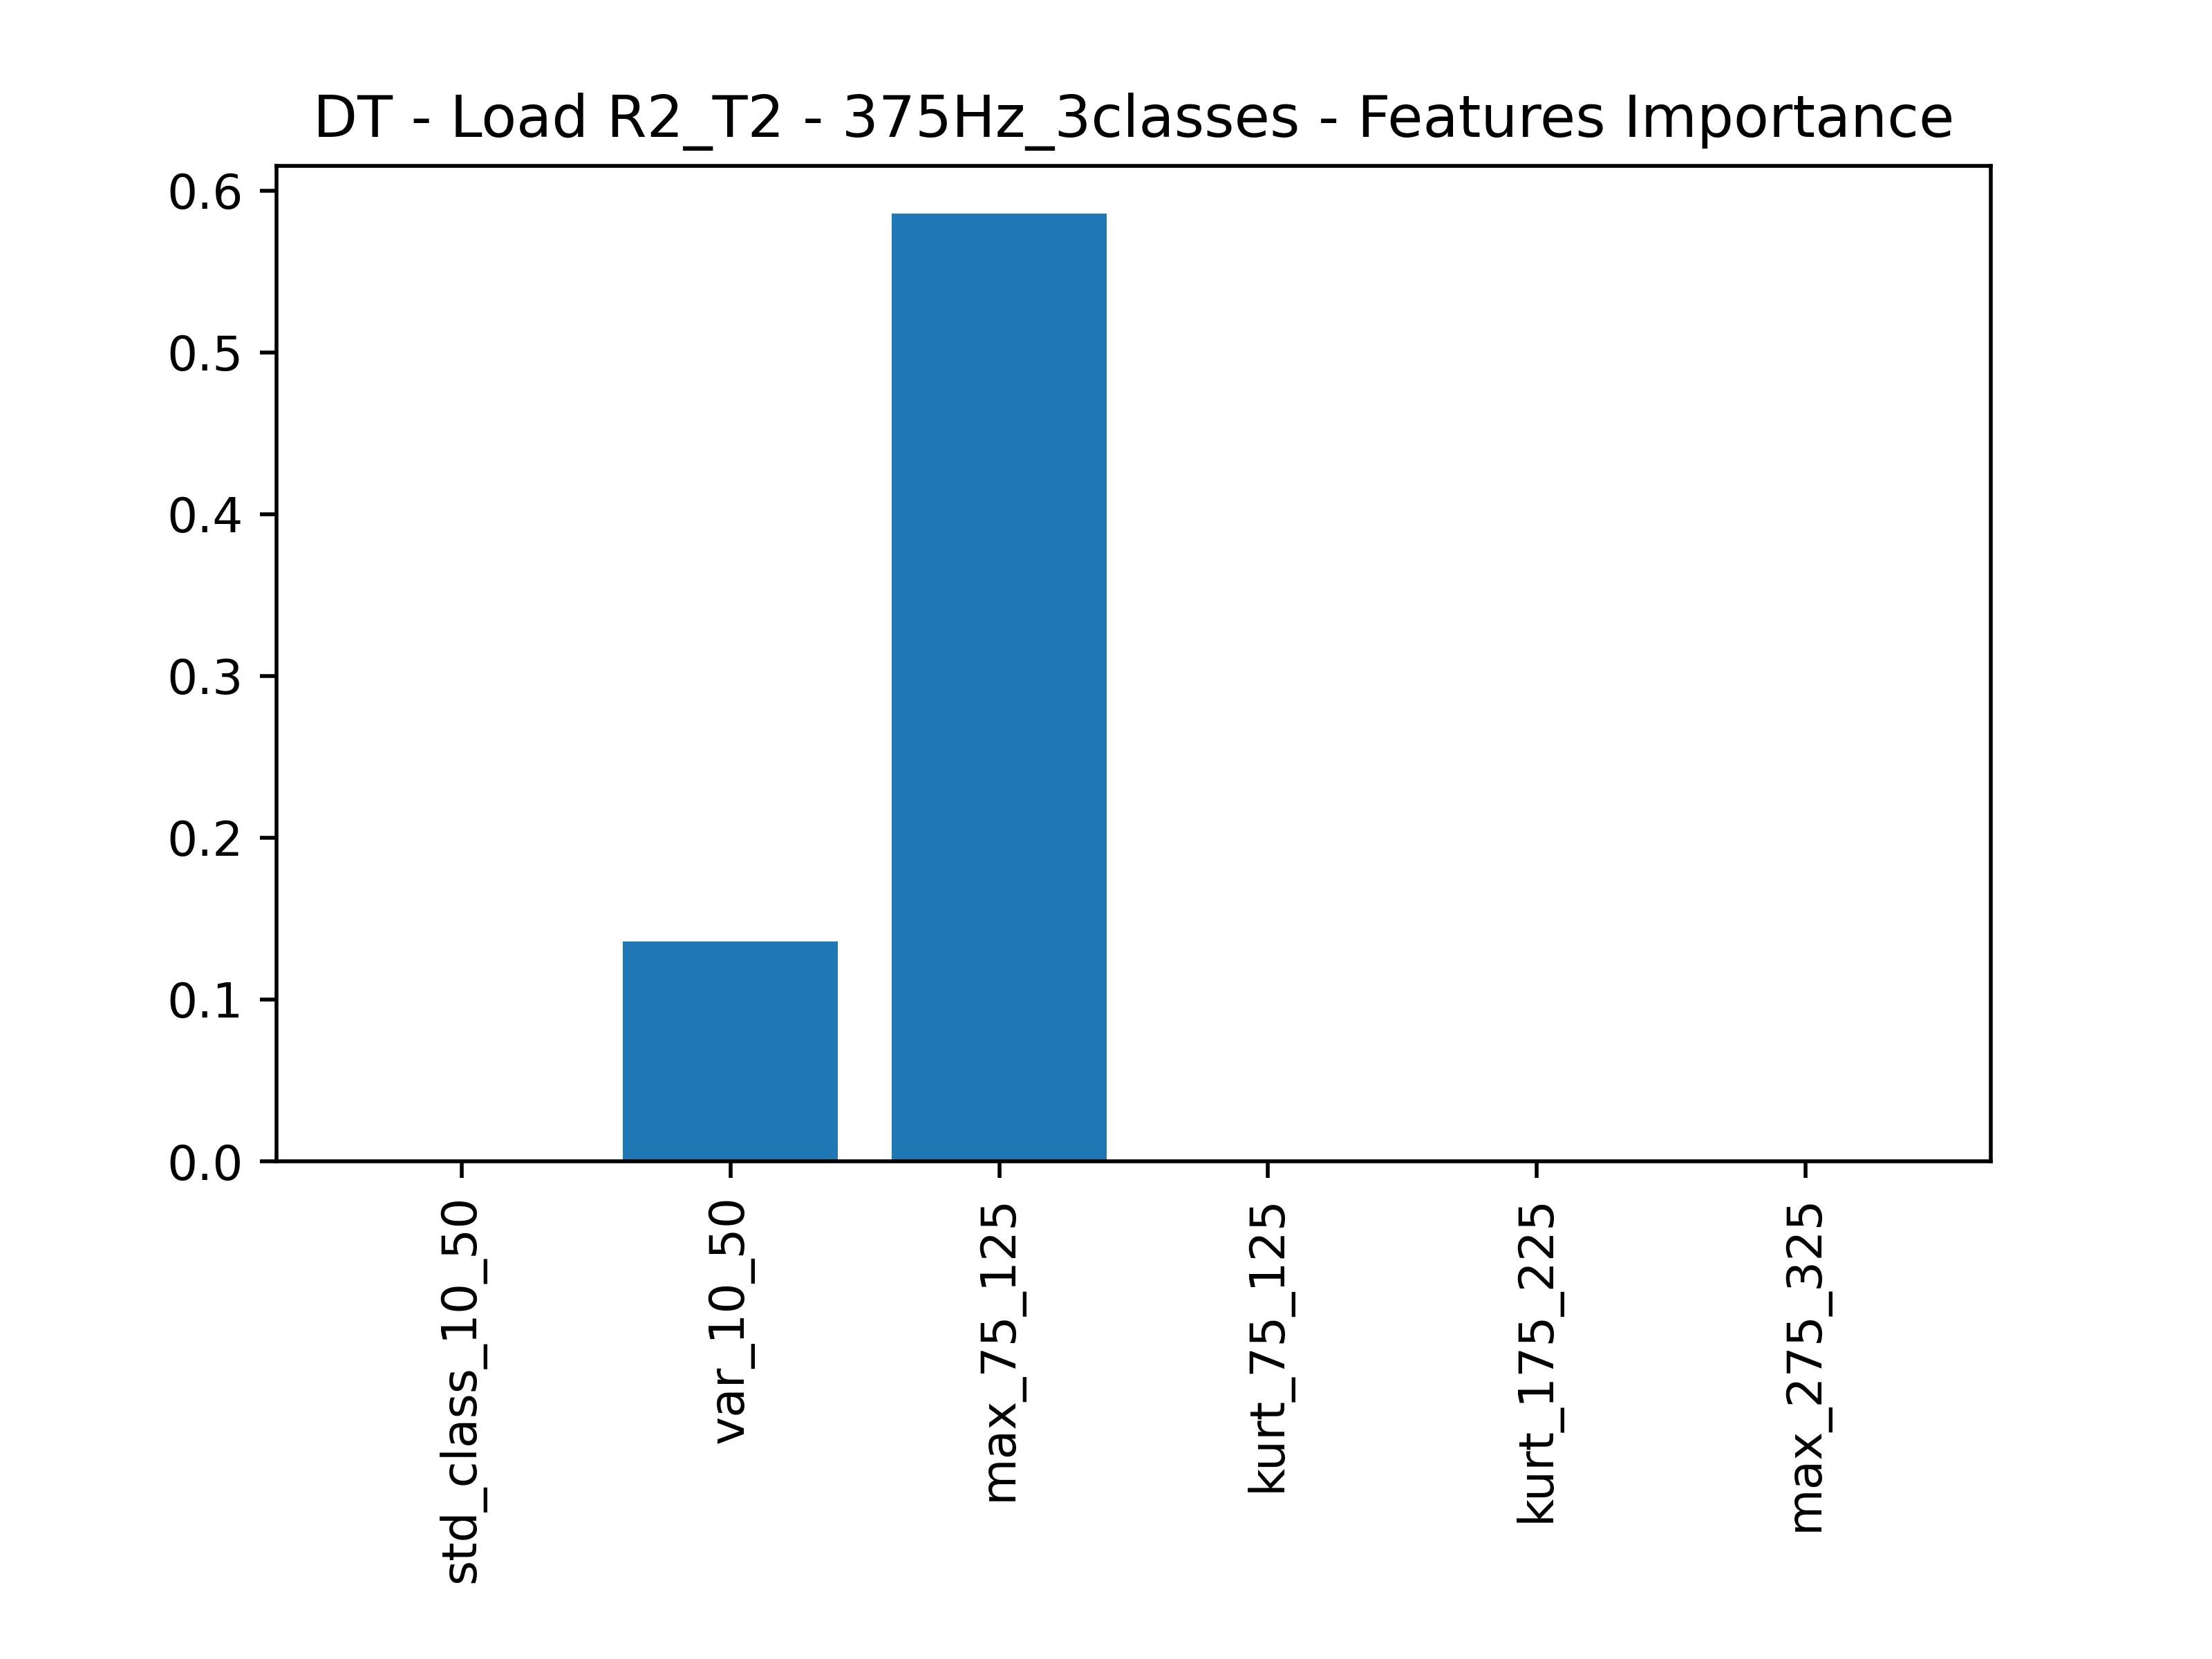 DT - Load R2_T2 - 375Hz_3classes - Features Importance
0.6
0.5
0.4
0.3
0.2
0.1
0.0
std_class_10_50
var_10_50
max_75_125
kurt_75_125
kurt_175_225
max_275_325